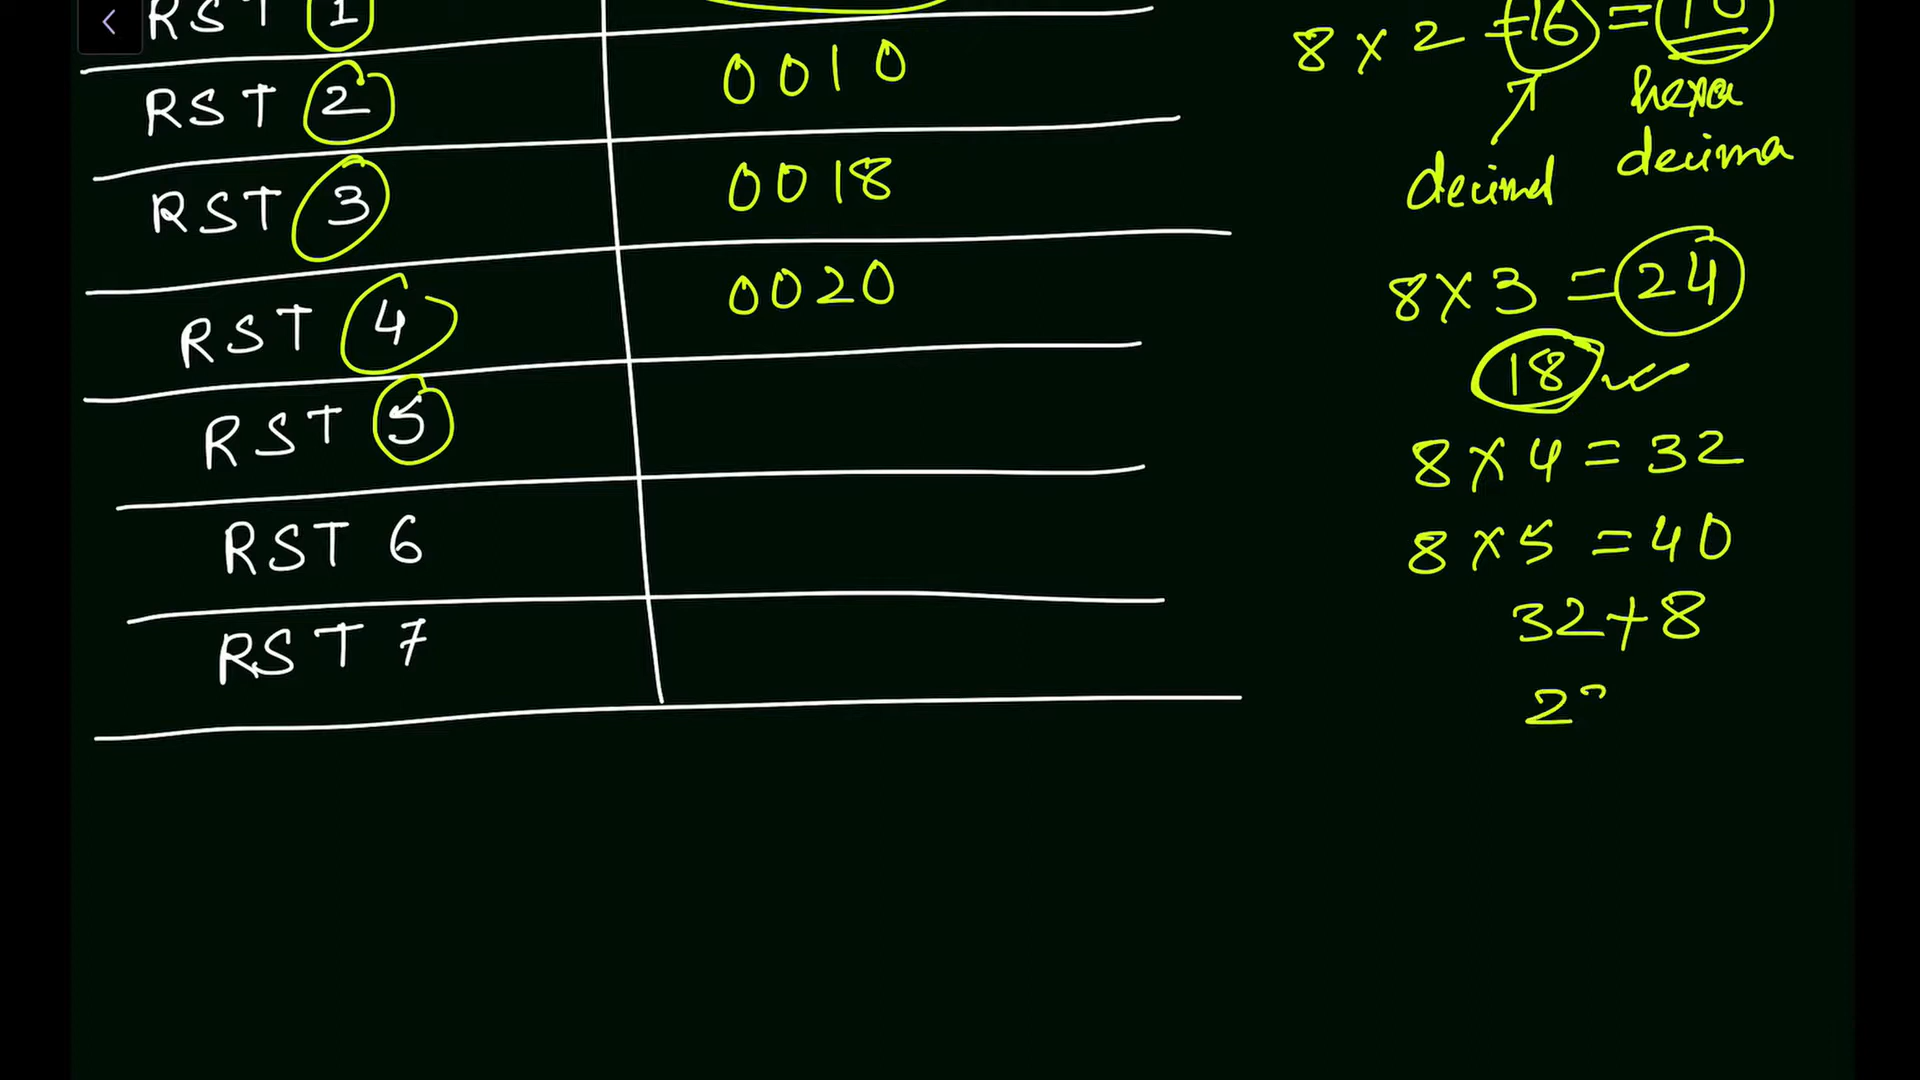 RST 1
RST 2 0010
RST 3 0018
RST 4 0020
RST 5
RST 6
RST 7
8 x 2 = 16 = 10
decimal
hexa
decima
8 x 3 = 24
18
8 x 4 = 32
8 x 5 = 40
32+8
2